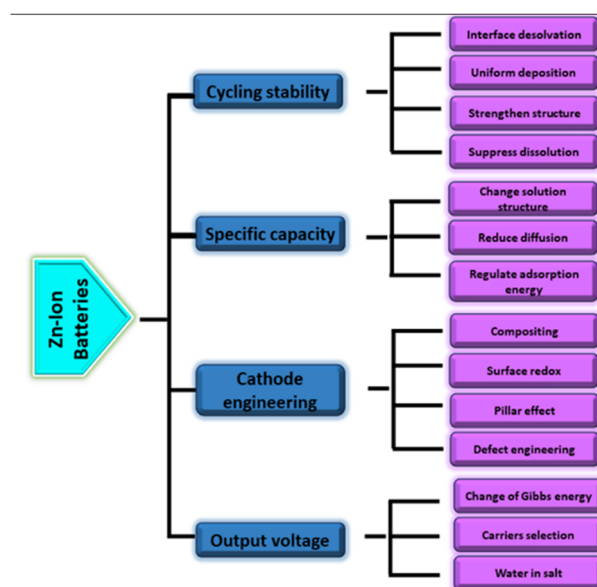 Zn-Ion
Batteries
Cycling stability
Interface desolvation
Uniform deposition
Strengthen structure
Suppress dissolution
Specific capacity
Change solution
structure
Reduce diffusion
Regulate adsorption
energy
Cathode
engineering
Compositing
Surface redox
Pillar effect
Defect engineering
Output voltage
Change of Gibbs energy
Carriers selection
Water in salt